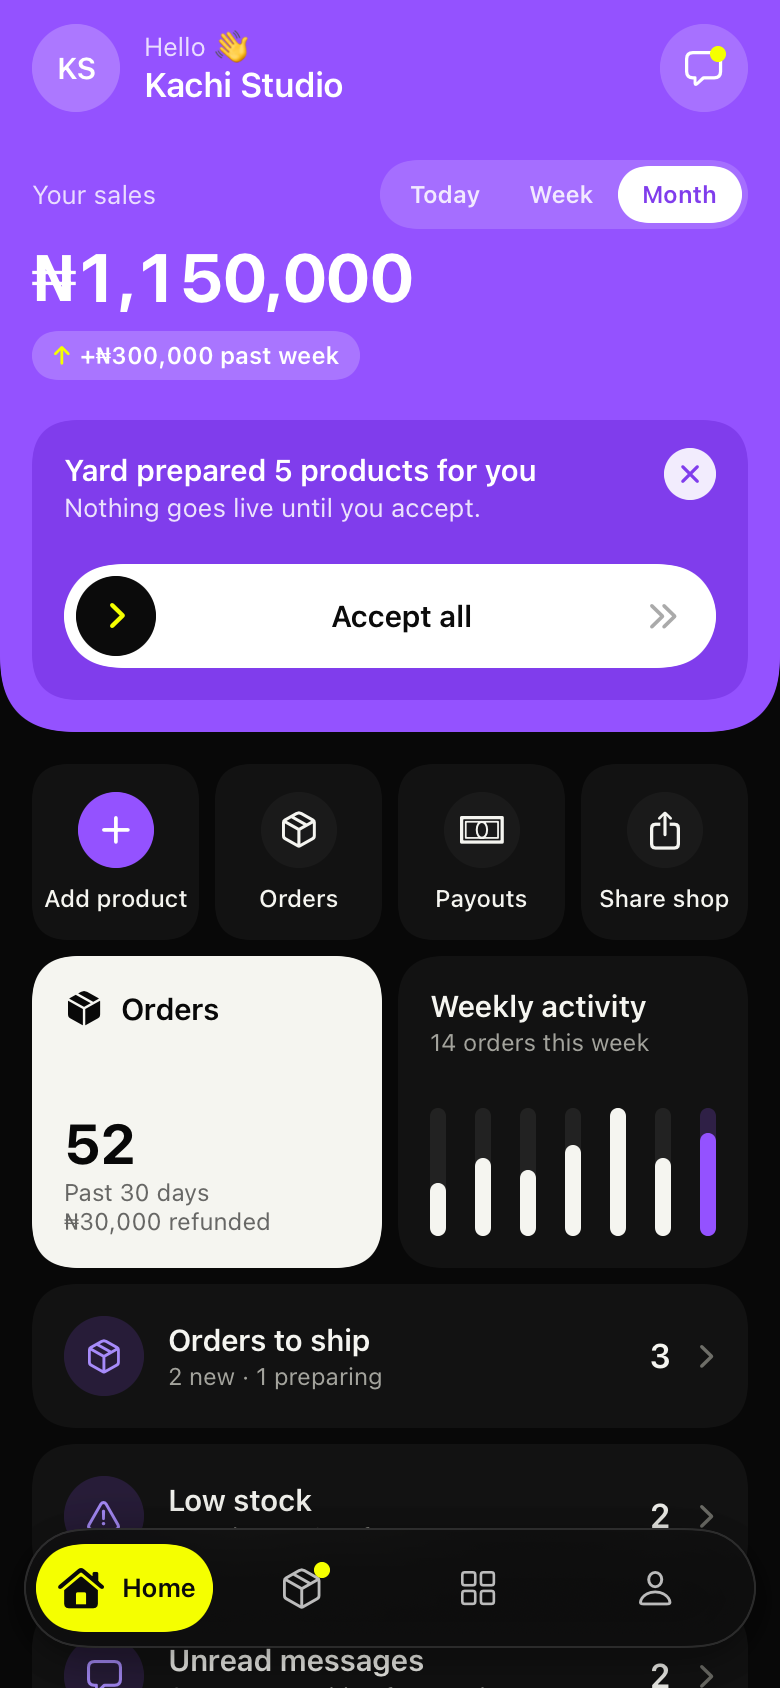 KS
Hello 👋
Kachi Studio
Your sales
Today
Week
Month
₦1,150,000
+₦300,000 past week
Yard prepared 5 products for you
Nothing goes live until you accept.
Accept all
Add product
Orders
Payouts
Share shop
Orders
52
Past 30 days
₦30,000 refunded
Weekly activity
14 orders this week
Orders to ship
2 new · 1 preparing
3
Low stock
2
Home
Unread messages
2